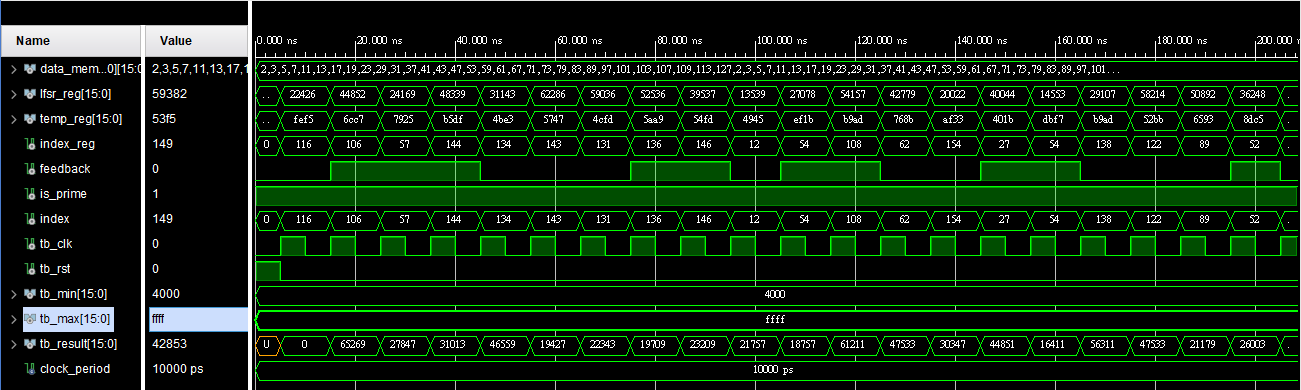 Name Value 0.000 ns 20.000 ns 40.000 ns 60.000 ns 80.000 ns 100.000 ns 120.000 ns 140.000 ns 160.000 ns 180.000 ns 200.000 ns
data_mem...0][15:0 2,3,5,7,11,13,17,1 2,3,5,7,11,13,17,19,23,29,31,37,41,43,47,53,59,61,67,71,73,79,83,89,97,101,103,107,109,113,127,2,3,5,7,11,13,17,19,23,29,31,37,41,43,47,53,59,61,67,71,73,79,83,89,97,101...
lfsr_reg[15:0] 59382 .. 22426 44852 24169 48339 31143 62286 59036 52536 39537 13539 27078 54157 42779 20022 40044 14553 29107 58214 50892 36248 .
temp_reg[15:0] 53f5 .. fef5 6cc7 7925 b5df 4be3 5747 4cfd 5aa9 54fd 4945 ef1b b9ad 768b af33 401b dbf7 b9ad 52bb 6593 8dc5 .
index_reg 149 0 116 106 57 144 134 143 131 136 146 12 54 108 62 154 27 54 138 122 89 52 .
feedback 0
is_prime 1
index 149 0 116 106 57 144 134 143 131 136 146 12 54 108 62 154 27 54 138 122 89 52 .
tb_clk 0
tb_rst 0
tb_min[15:0] 4000 4000
tb_max[15:0] ffff ffff
tb_result[15:0] 42853 U 0 65269 27847 31013 46559 19427 22343 19709 23209 21757 18757 61211 47533 30347 44851 16411 56311 47533 21179 26003 .
clock_period 10000 ps 10000 ps